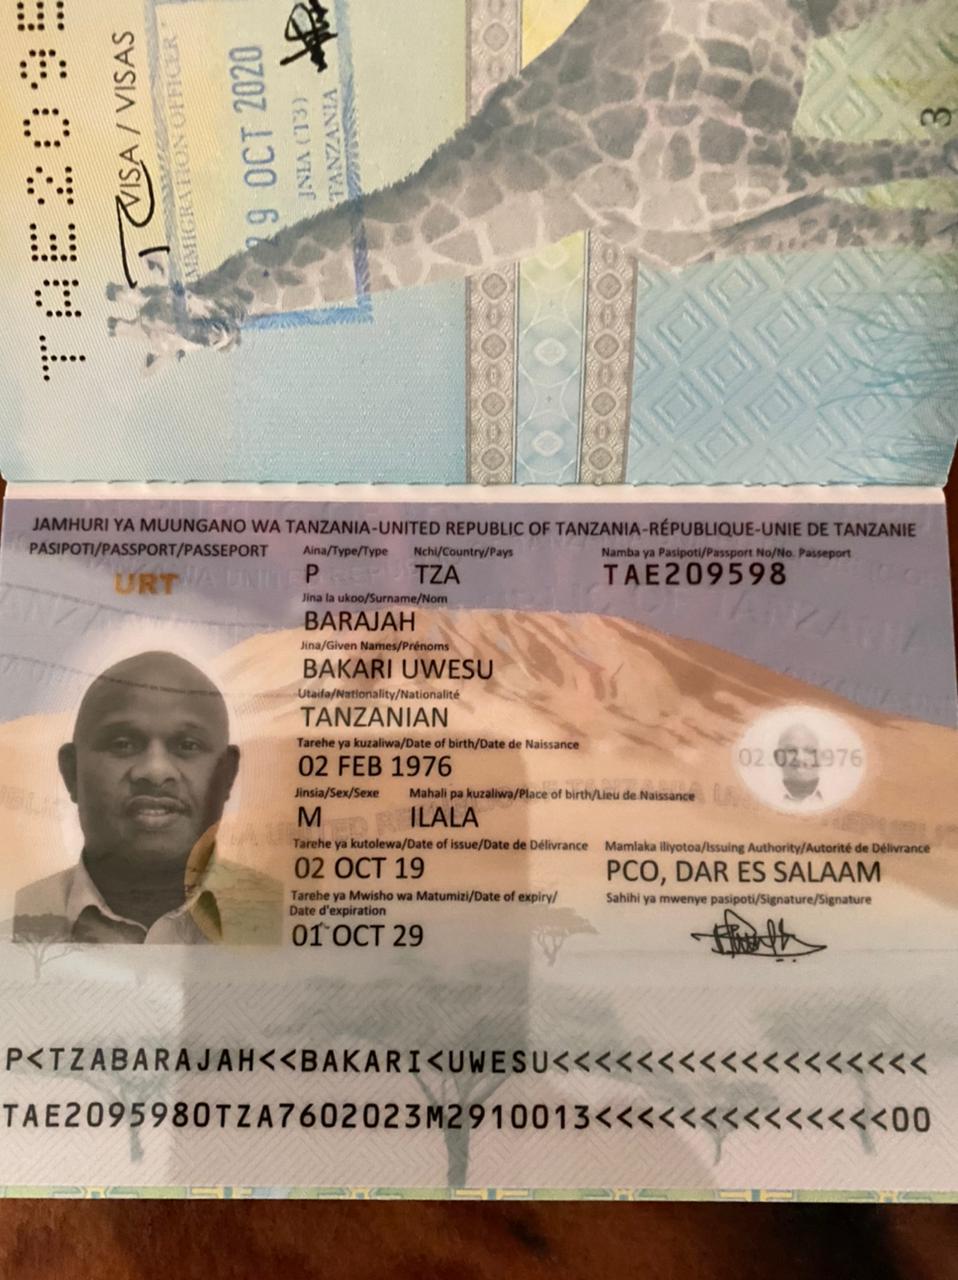 TAE2095
VISA / VISAS
IMMIGRATION OFFICER
29 OCT 2020
JNIA (T3)
TANZANIA
3
JAMHURI YA MUUNGANO WA TANZANIA-UNITED REPUBLIC OF TANZANIA-RÉPUBLIQUE-UNIE DE TANZANIE
PASIPOTI/PASSPORT/PASSEPORT Aina/Type/Type Nchi/Country/Pays Namba ya Pasipoti/Passport No/No. Passeport
URT P TZA TAE209598
Jina la ukoo/Surname/Nom
BARAJAH
Jina/Given Names/Prénoms
BAKARI UWESU
Utaifa/Nationality/Nationalité
TANZANIAN
Tarehe ya kuzaliwa/Date of birth/Date de Naissance
02 FEB 1976
02.02.1976
Jinsia/Sex/Sexe Mahali pa kuzaliwa/Place of birth/Lieu de Naissance
M ILALA
Tarehe ya kutolewa/Date of issue/Date de Délivrance Mamlaka iliyotoa/Issuing Authority/Autorité de Délivrance
02 OCT 19 PCO, DAR ES SALAAM
Tarehe ya Mwisho wa Matumizi/Date of expiry/ Sahihi ya mwenye pasipoti/Signature/Signature
Date d'expiration
01 OCT 29
P<TZABARAJAH<<BAKARI<UWESU<<<<<<<<<<<<<<<<<<
TAE2095980TZA7602023M2910013<<<<<<<<<<<<<<00